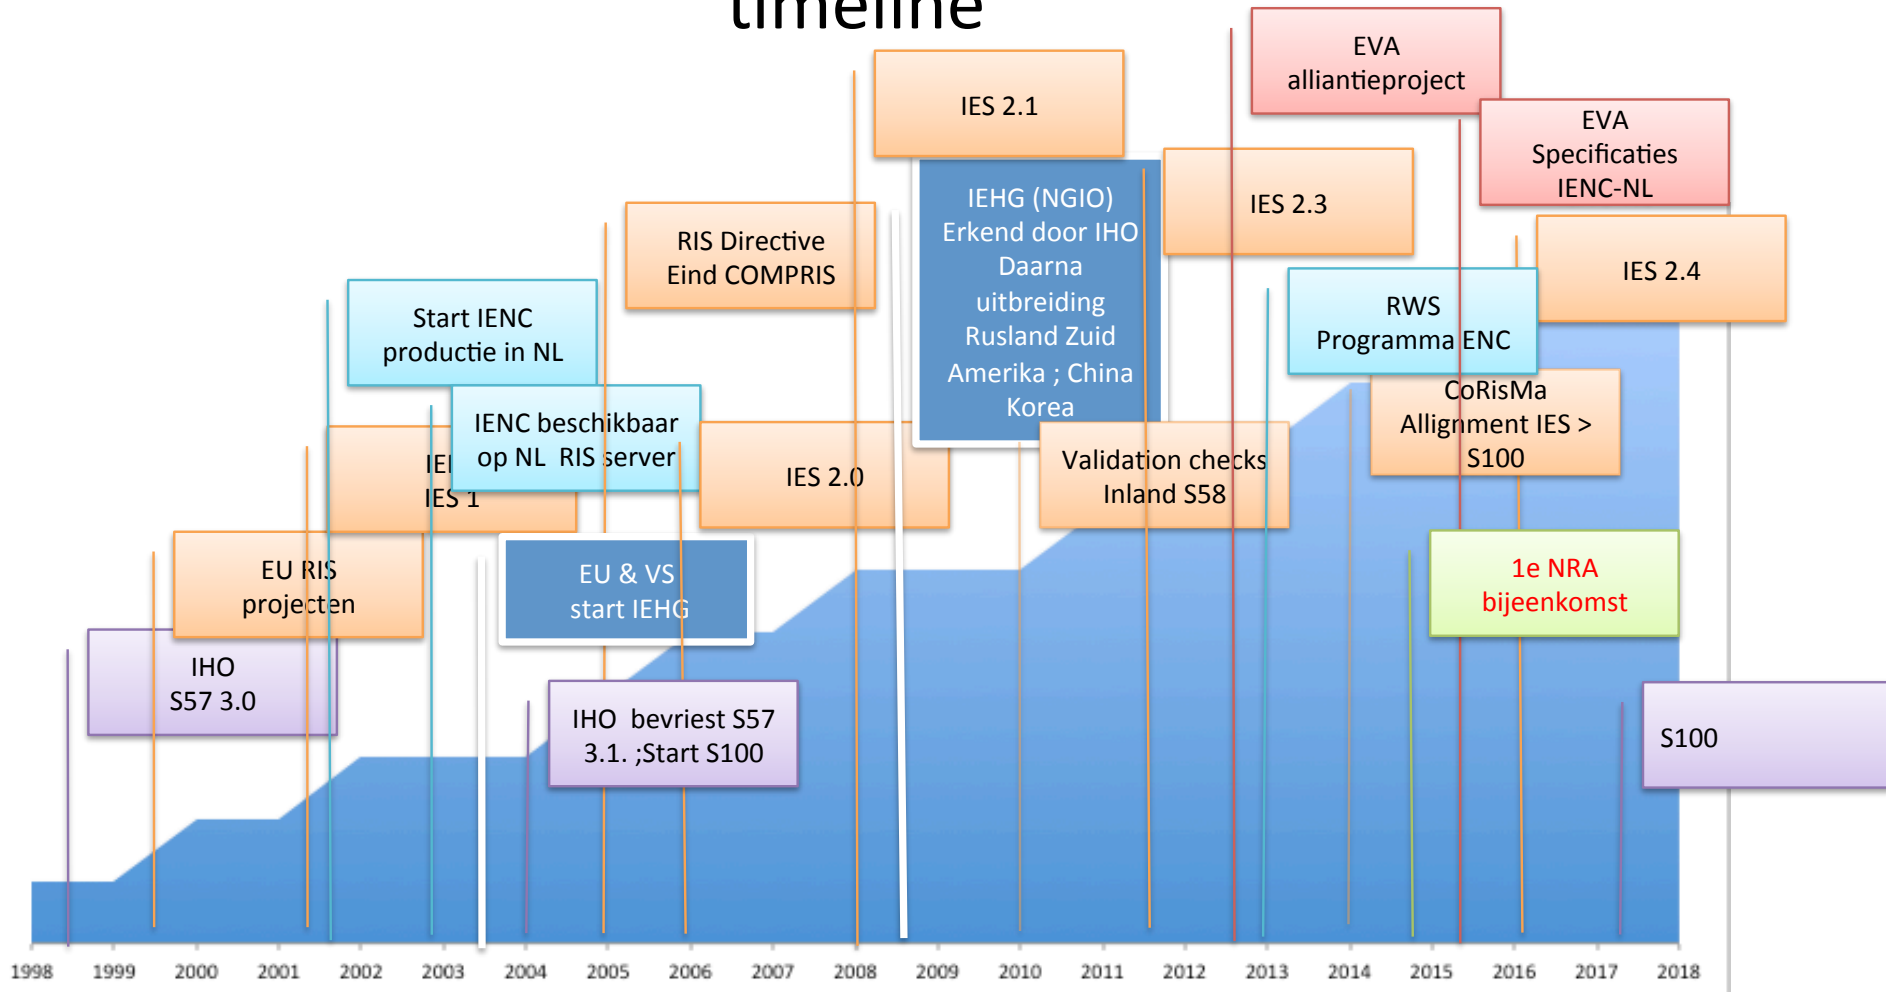 timeline
EVA
alliantieproject
IES 2.1
EVA
Specificaties
IENC-NL
IEHG (NGIO)
Erkend door IHO
Daarna
uitbreiding
Rusland Zuid
Amerika ; China
Korea
IES 2.3
RIS Directive
Eind COMPRIS
IES 2.4
Start IENC
productie in NL
RWS
Programma ENC
CoRisMa
Allignment IES >
S100
IENC beschikbaar
op NL RIS server
IES 1
IES 2.0
Validation checks
Inland S58
EU RIS
projecten
EU & VS
start IEHG
1e NRA
bijeenkomst
IHO
S57 3.0
IHO bevriest S57
3.1. ;Start S100
S100
1998 1999 2000 2001 2002 2003 2004 2005 2006 2007 2008 2009 2010 2011 2012 2013 2014 2015 2016 2017 2018